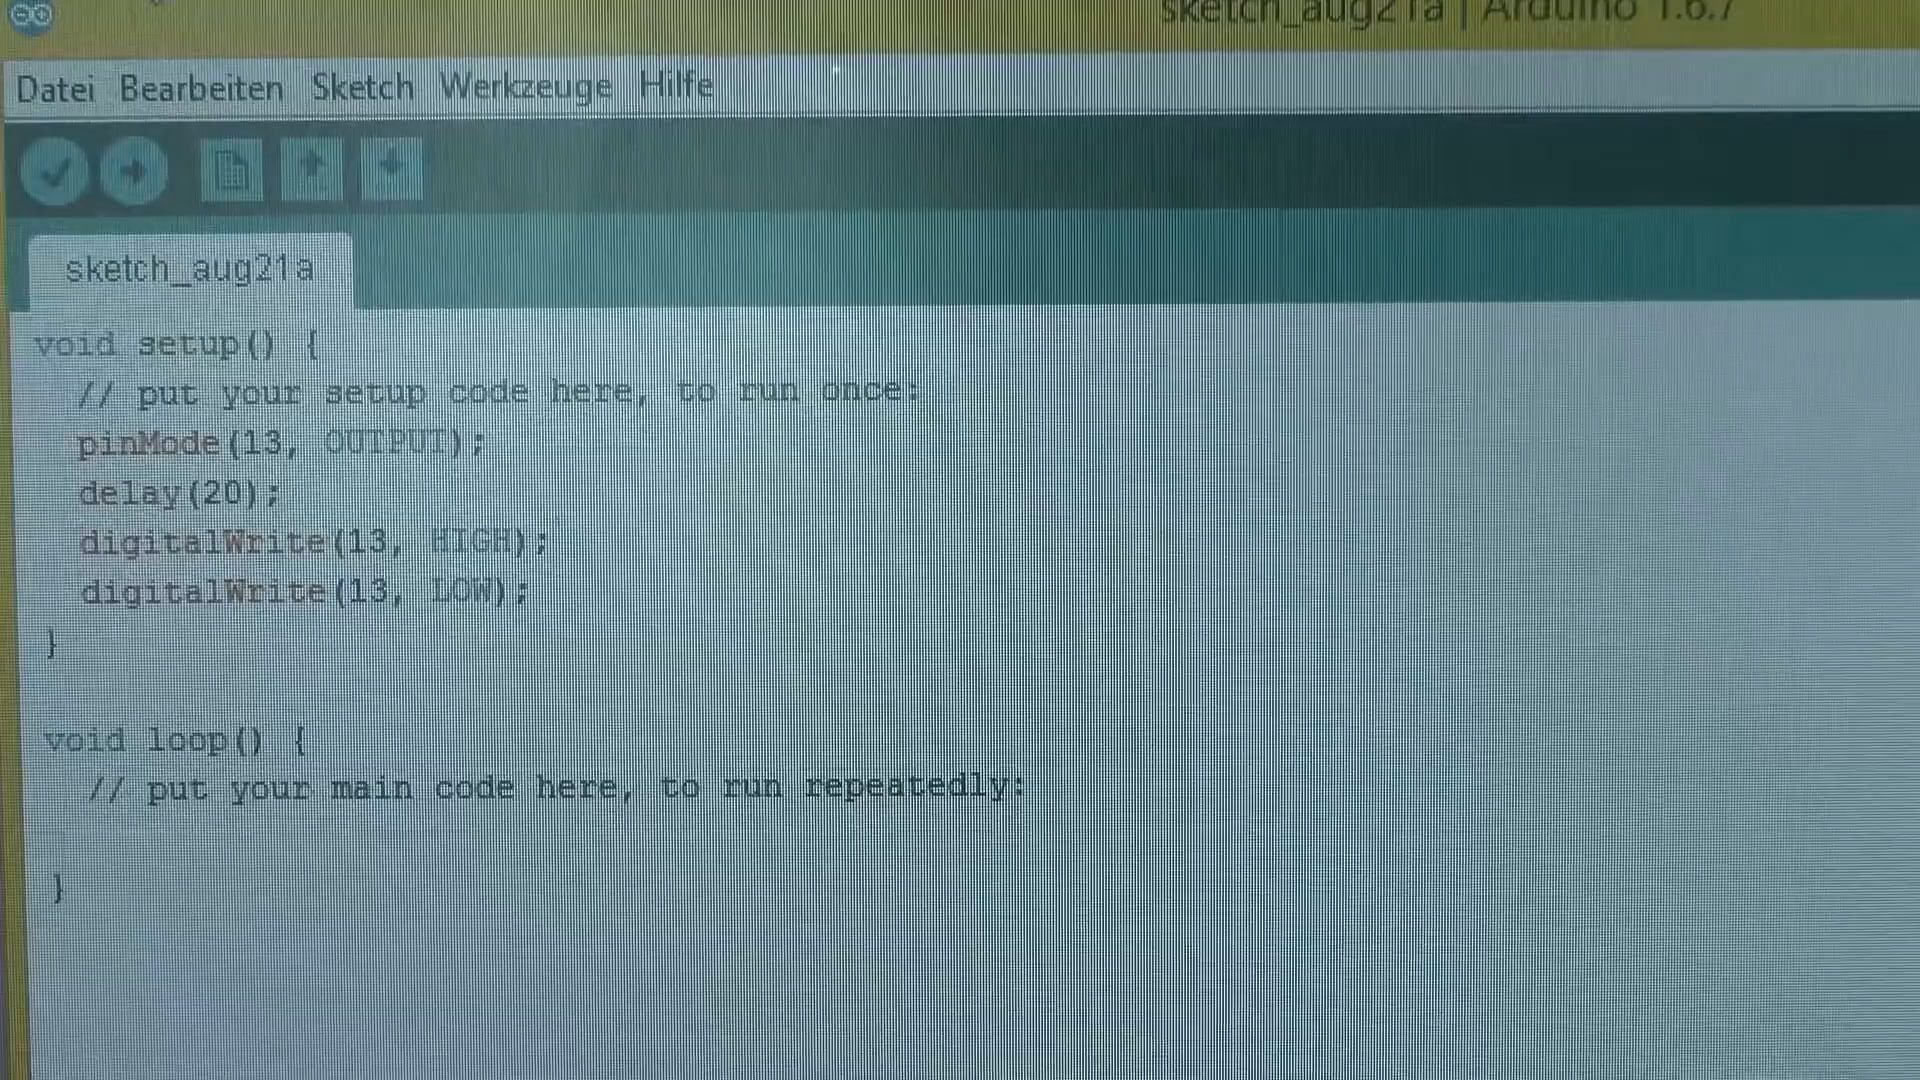 sketch_aug21a | Arduino 1.6.7
Datei Bearbeiten Sketch Werkzeuge Hilfe
sketch_aug21a
void setup() {
// put your setup code here, to run once:
pinMode(13, OUTPUT);
delay(20);
digitalWrite(13, HIGH);
digitalWrite(13, LOW);
}
void loop() {
// put your main code here, to run repeatedly:
}